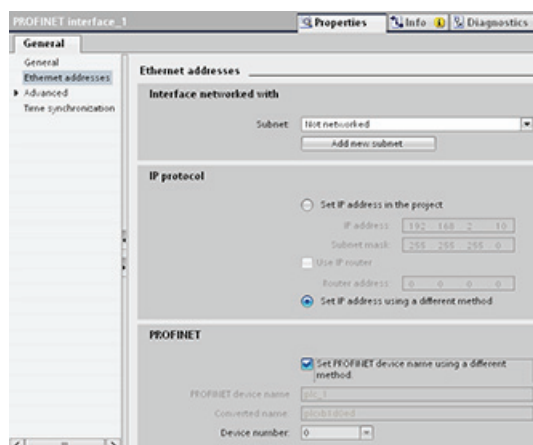 PROFINET interface_1
Properties
Info
Diagnostics
General
General
Ethernet addresses
Advanced
Time synchronization
Ethernet addresses
Interface networked with
Subnet: Not networked
Add new subnet
IP protocol
Set IP address in the project
IP address: 192 . 168 . 2 . 10
Subnet mask: 255 . 255 . 255 . 0
Use IP router
Router address: 0 . 0 . 0 . 0
Set IP address using a different method
PROFINET
Set PROFINET device name using a different
method.
PROFINET device name plc_1
Converted name: plcxb1d0ed
Device number: 0